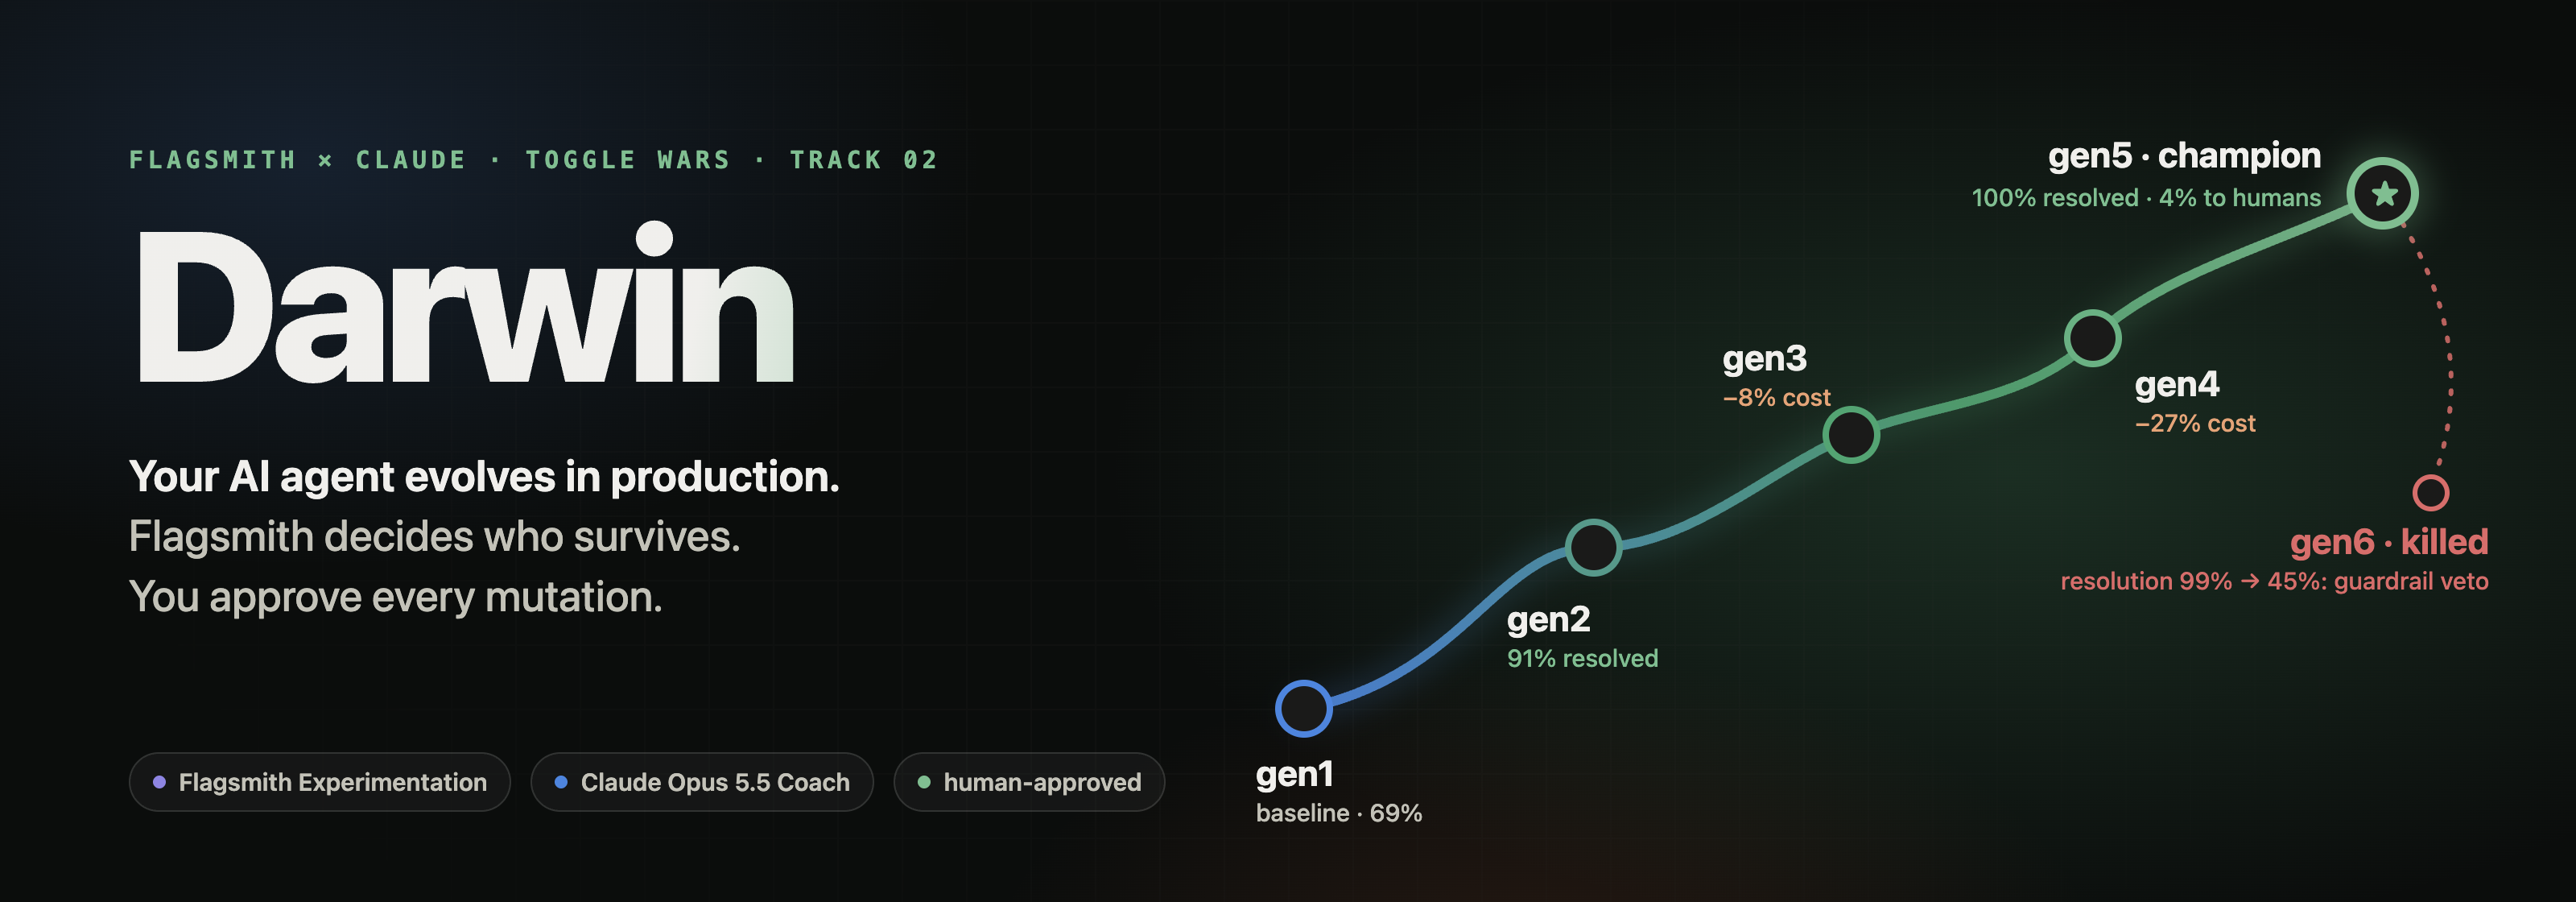 FLAGSMITH × CLAUDE · TOGGLE WARS · TRACK 02
Darwin
Your AI agent evolves in production.
Flagsmith decides who survives.
You approve every mutation.
Flagsmith Experimentation
Claude Opus 5.5 Coach
human-approved
gen1
baseline · 69%
gen2
91% resolved
gen3
−8% cost
gen4
−27% cost
gen5 · champion
100% resolved · 4% to humans
gen6 · killed
resolution 99% → 45%: guardrail veto